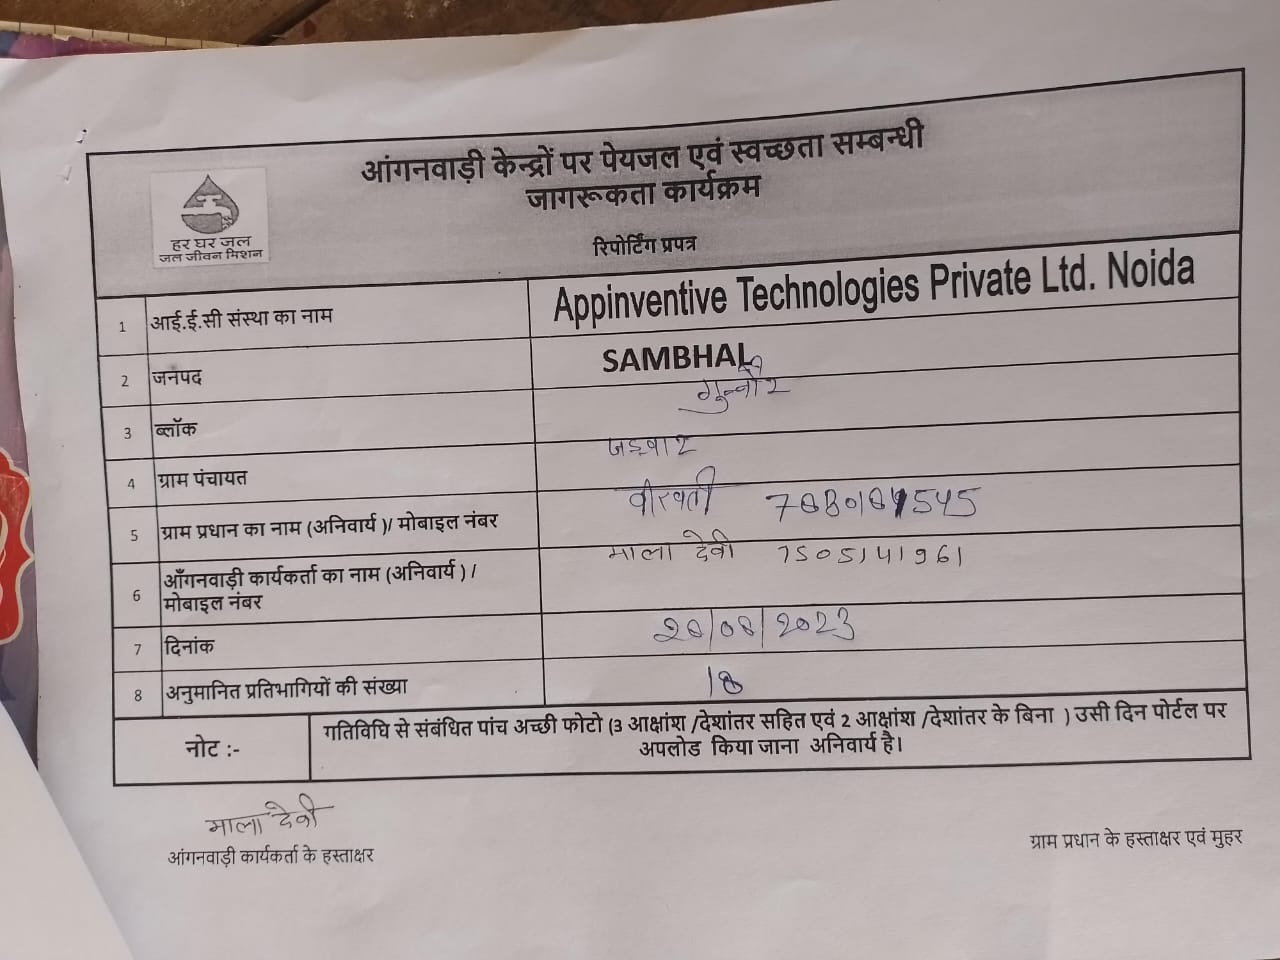 आंगनवाड़ी केन्द्रों पर पेयजल एवं स्वच्छता सम्बन्धी
जागरूकता कार्यक्रम
रिपोर्टिंग प्रपत्र
हर घर जल
जल जीवन मिशन
1 आई.ई.सी संस्था का नाम Appinventive Technologies Private Ltd. Noida
2 जनपद SAMBHAL
3 ब्लॉक गुन्नौर
4 ग्राम पंचायत
5 ग्राम प्रधान का नाम (अनिवार्य )/ मोबाइल नंबर वीरवती
6 आँगनवाड़ी कार्यकर्ता का नाम (अनिवार्य ) / माला देवी 7505141961
मोबाइल नंबर
7 दिनांक 28/08/2023
8 अनुमानित प्रतिभागियों की संख्या 18
नोट :- गतिविधि से संबंधित पांच अच्छी फोटो (3 आक्षांश /देशांतर सहित एवं 2 आक्षांश /देशांतर के बिना ) उसी दिन पोर्टल पर
अपलोड किया जाना अनिवार्य है।
माला देवी
आंगनवाड़ी कार्यकर्ता के हस्ताक्षर
ग्राम प्रधान के हस्ताक्षर एवं मुहर